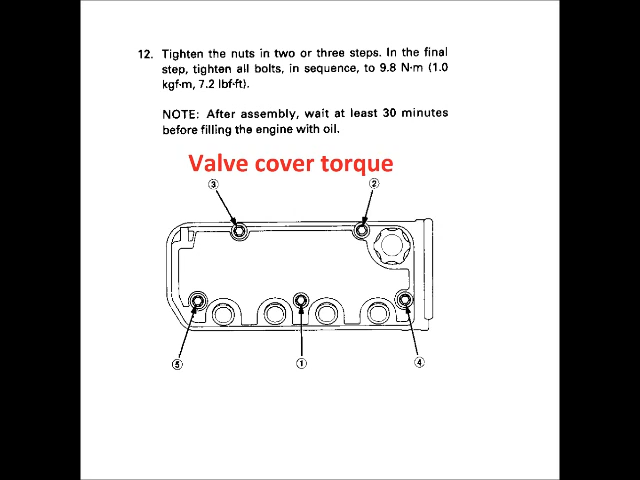 12. Tighten the nuts in two or three steps. In the final
step, tighten all bolts, in sequence, to 9.8 N·m (1.0
kgf·m, 7.2 lbf·ft).
NOTE: After assembly, wait at least 30 minutes
before filling the engine with oil.
Valve cover torque
③ ②
⑤ ① ④